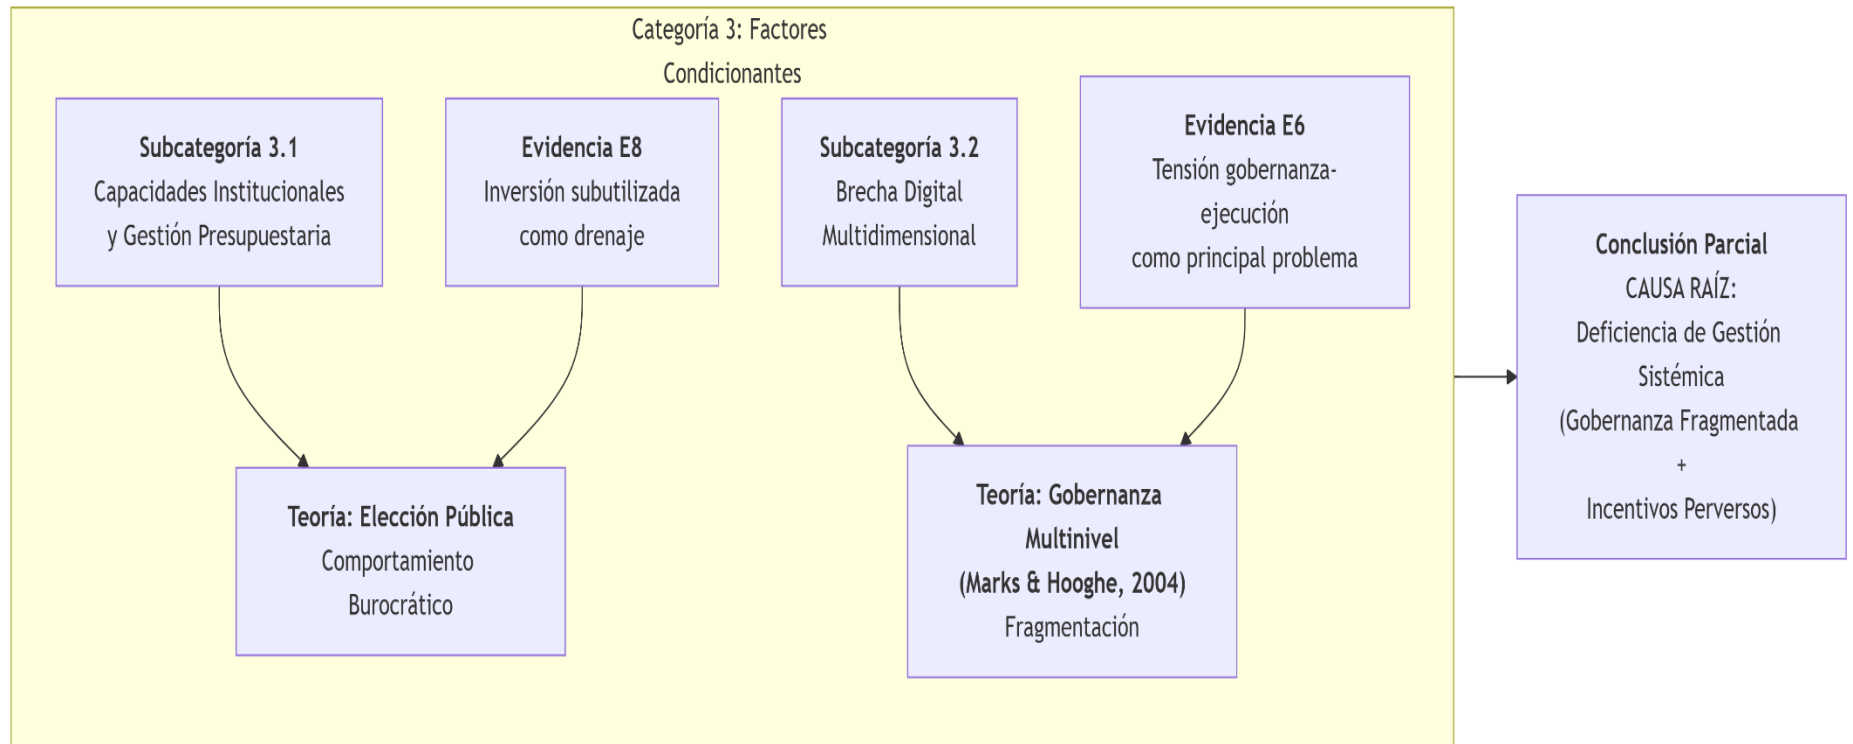 Categoría 3: Factores
Condicionantes
Subcategoría 3.1
Capacidades Institucionales
y Gestión Presupuestaria
Evidencia E8
Inversión subutilizada
como drenaje
Subcategoría 3.2
Brecha Digital
Multidimensional
Evidencia E6
Tensión gobernanza-
ejecución
como principal problema
Teoría: Elección Pública
Comportamiento
Burocrático
Teoría: Gobernanza
Multinivel
(Marks & Hooghe, 2004)
Fragmentación
Conclusión Parcial
CAUSA RAÍZ:
Deficiencia de Gestión
Sistémica
(Gobernanza Fragmentada
+
Incentivos Perversos)